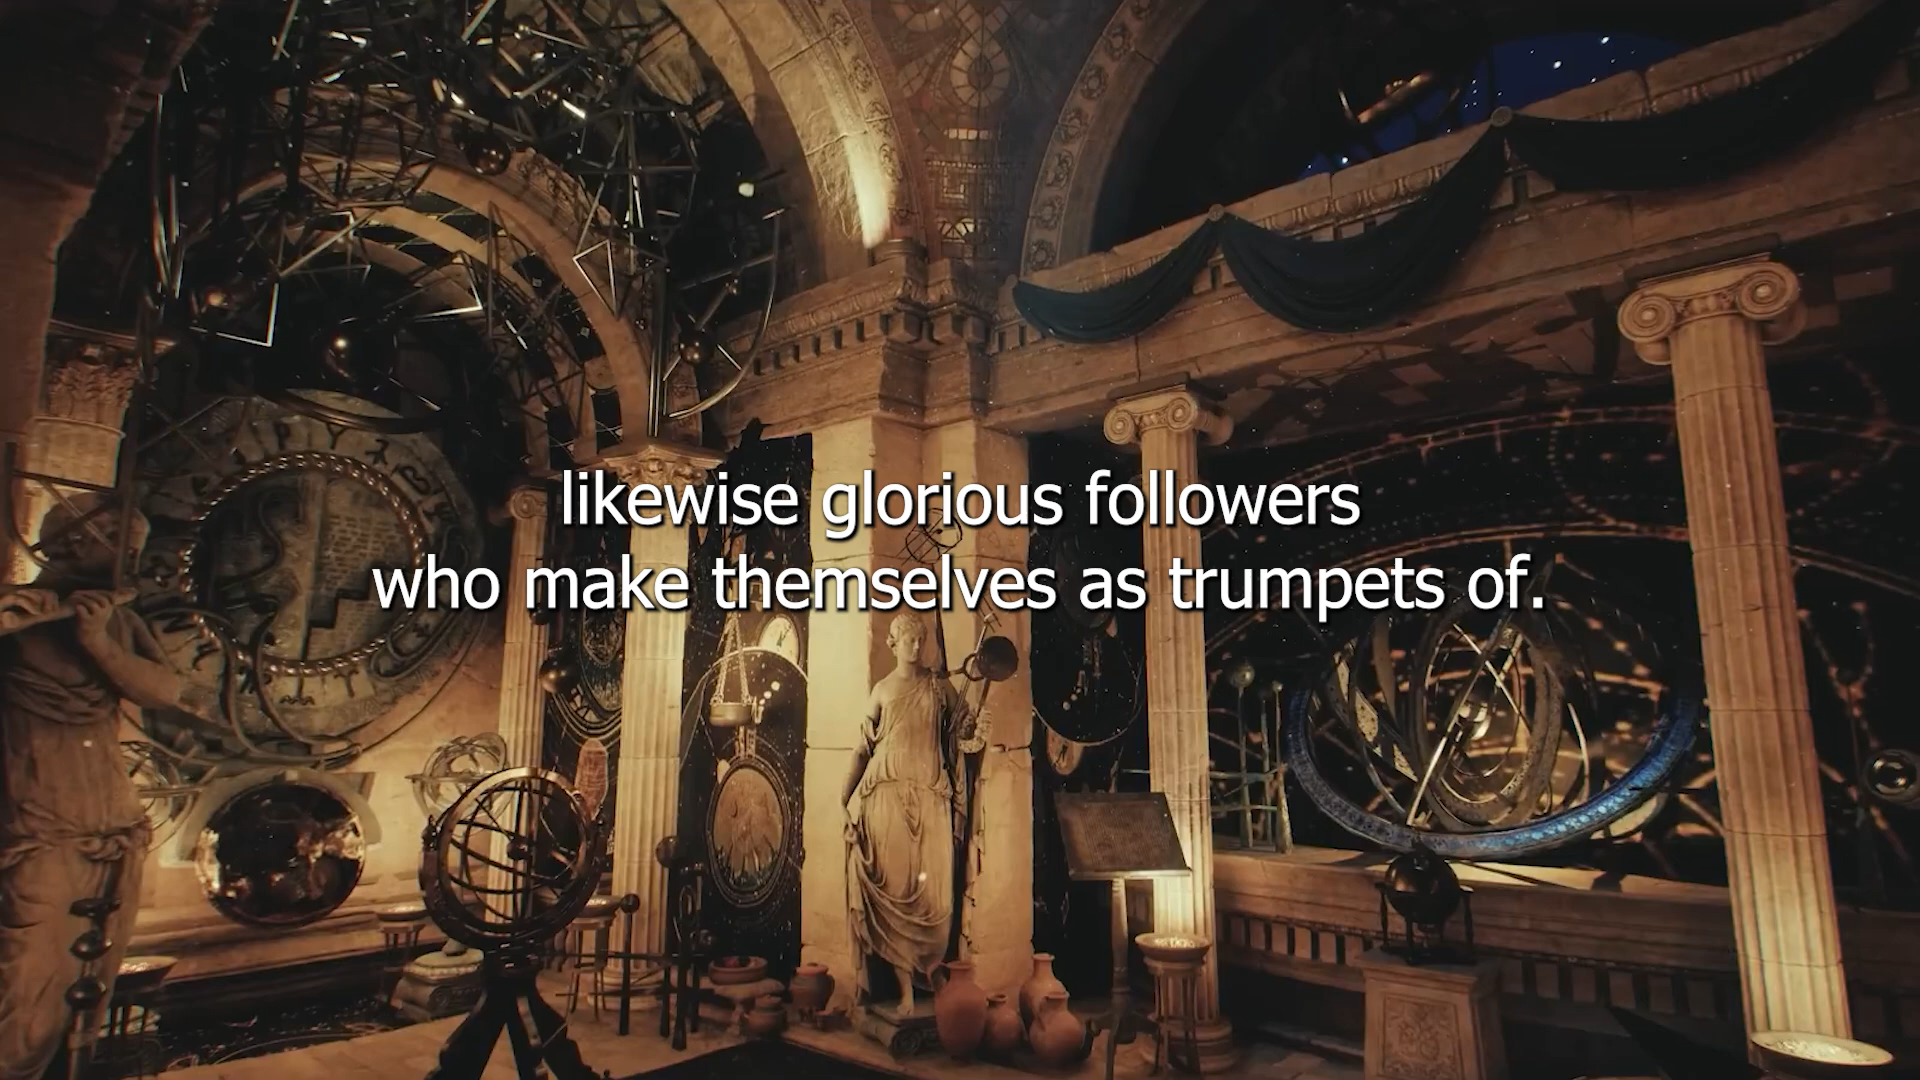 likewise glorious followers
who make themselves as trumpets of.